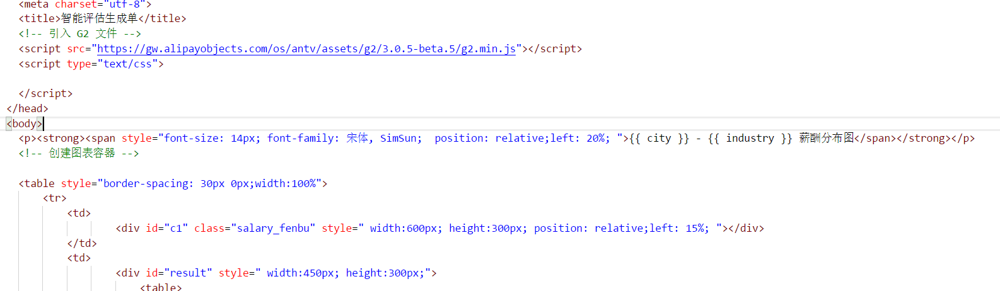 <meta charset="utf-8">
<title>智能评估生成单</title>
<!-- 引入 G2 文件 -->
<script src="https://gw.alipayobjects.com/os/antv/assets/g2/3.0.5-beta.5/g2.min.js"></script>
<script type="text/css">
</script>
</head>
<body>
<p><strong><span style="font-size: 14px; font-family: 宋体, SimSun;  position: relative;left: 20%; ">{{ city }} - {{ industry }} 薪酬分布图</span></strong></p>
<!-- 创建图表容器 -->
<table style="border-spacing: 30px 0px;width:100%">
<tr>
<td>
<div id="c1" class="salary_fenbu" style=" width:600px; height:300px; position: relative;left: 15%; "></div>
</td>
<td>
<div id="result" style=" width:450px; height:300px;">
<table>